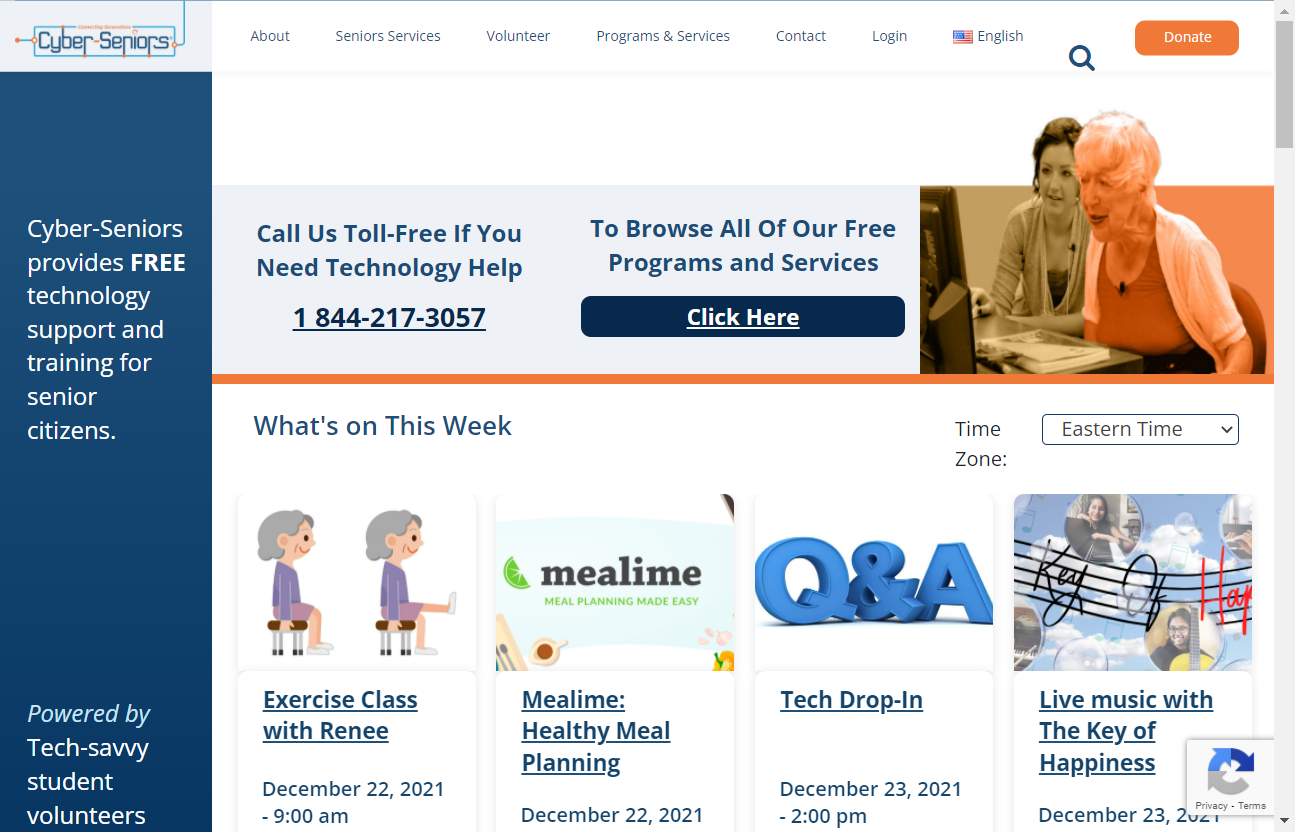 Connecting Generations
Cyber-Seniors
About
Seniors Services
Volunteer
Programs & Services
Contact
Login
English
Donate
Cyber-Seniors
provides FREE
technology
support and
training for
senior
citizens.
Powered by
Tech-savvy
student
volunteers
Call Us Toll-Free If You
Need Technology Help
1 844-217-3057
To Browse All Of Our Free
Programs and Services
Click Here
What's on This Week
Time
Zone:
Eastern Time
Exercise Class
with Renee
December 22, 2021
- 9:00 am
mealime
MEAL PLANNING MADE EASY
Mealime:
Healthy Meal
Planning
December 22, 2021
Q&A
Tech Drop-In
December 23, 2021
- 2:00 pm
Key Of Hap
Live music with
The Key of
Happiness
December 23, 2021
Privacy - Terms